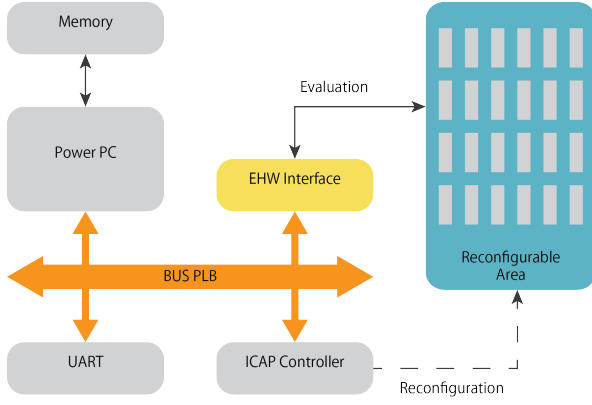 Memory
Evaluation
Power PC
EHW Interface
Reconfigurable
Area
BUS PLB
UART
ICAP Controller
Reconfiguration